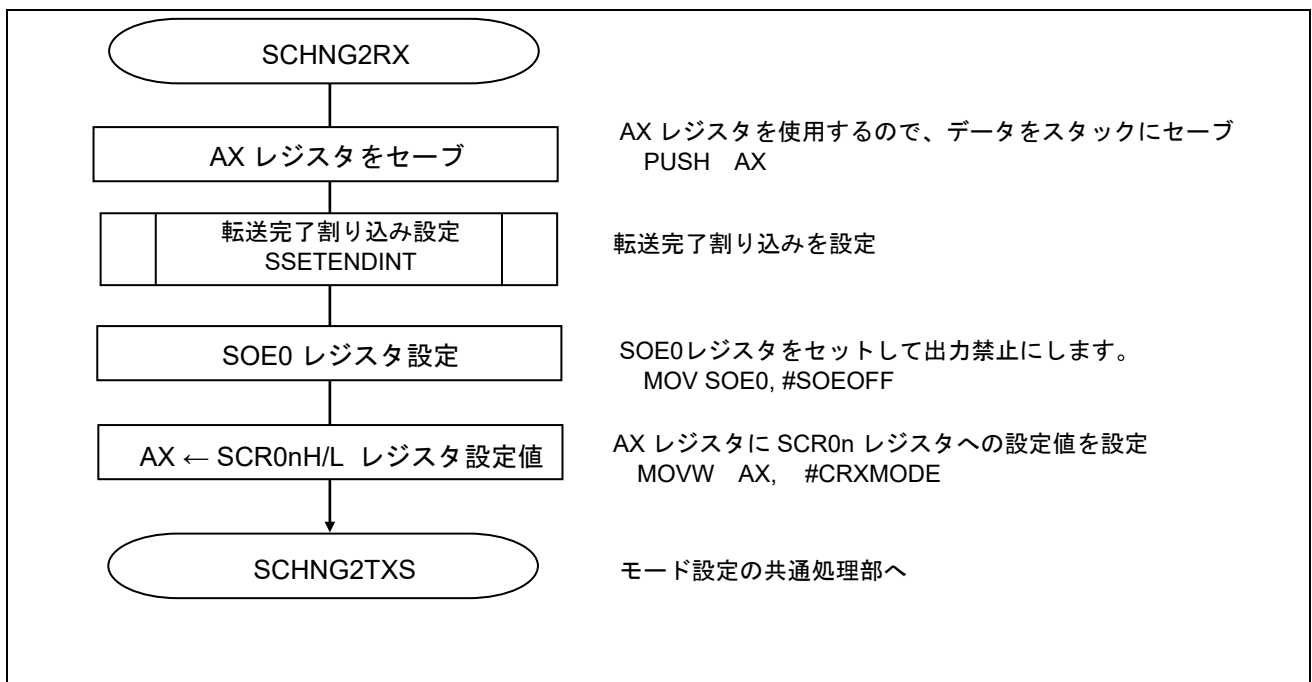 SCHNG2RX
AX レジスタをセーブ
AX レジスタを使用するので、データをスタックにセーブ
PUSH AX
転送完了割り込み設定
SSETENDINT
転送完了割り込みを設定
SOE0 レジスタ設定
SOE0レジスタをセットして出力禁止にします。
MOV SOE0, #SOEOFF
AX ← SCR0nH/L レジスタ設定値
AX レジスタに SCR0n レジスタへの設定値を設定
MOVW AX, #CRXMODE
SCHNG2TXS
モード設定の共通処理部へ